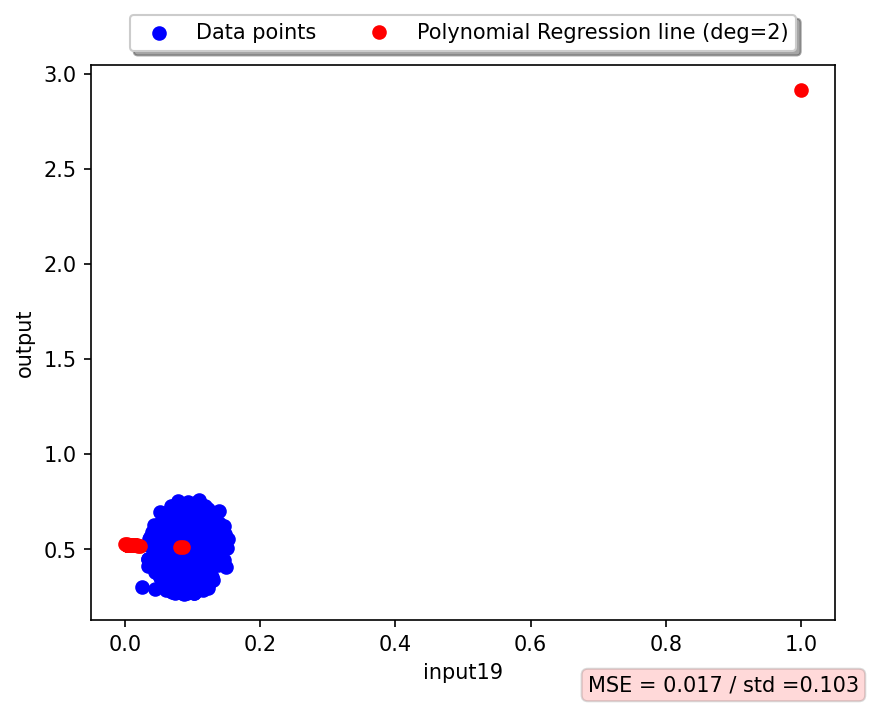 Data points
Polynomial Regression line (deg=2)
3.0
2.5
2.0
1.5
1.0
0.5
output
0.0 0.2 0.4 0.6 0.8 1.0
input19
MSE = 0.017 / std =0.103